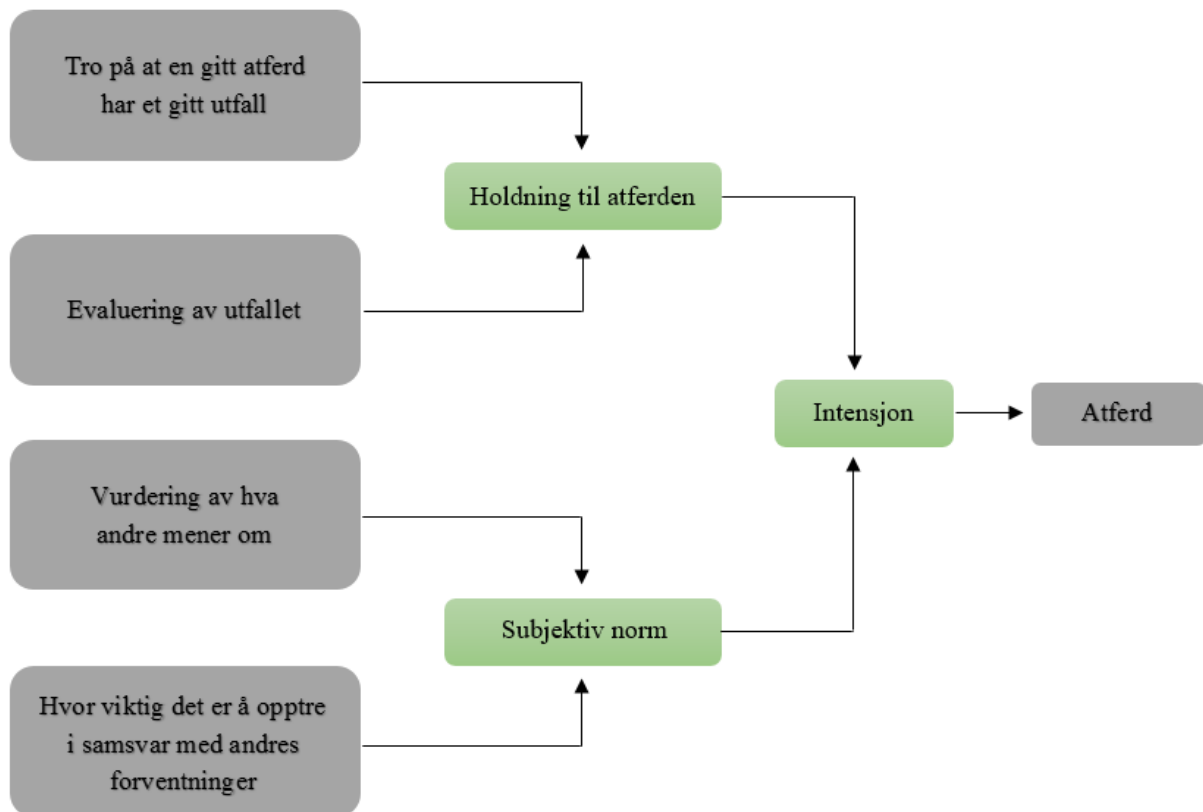 Tro på at en gitt atferd
har et gitt utfall
Holdning til atferden
Evaluering av utfallet
Intensjon
Atferd
Vurdering av hva
andre mener om
Subjektiv norm
Hvor viktig det er å opptre
i samsvar med andres
forventninger